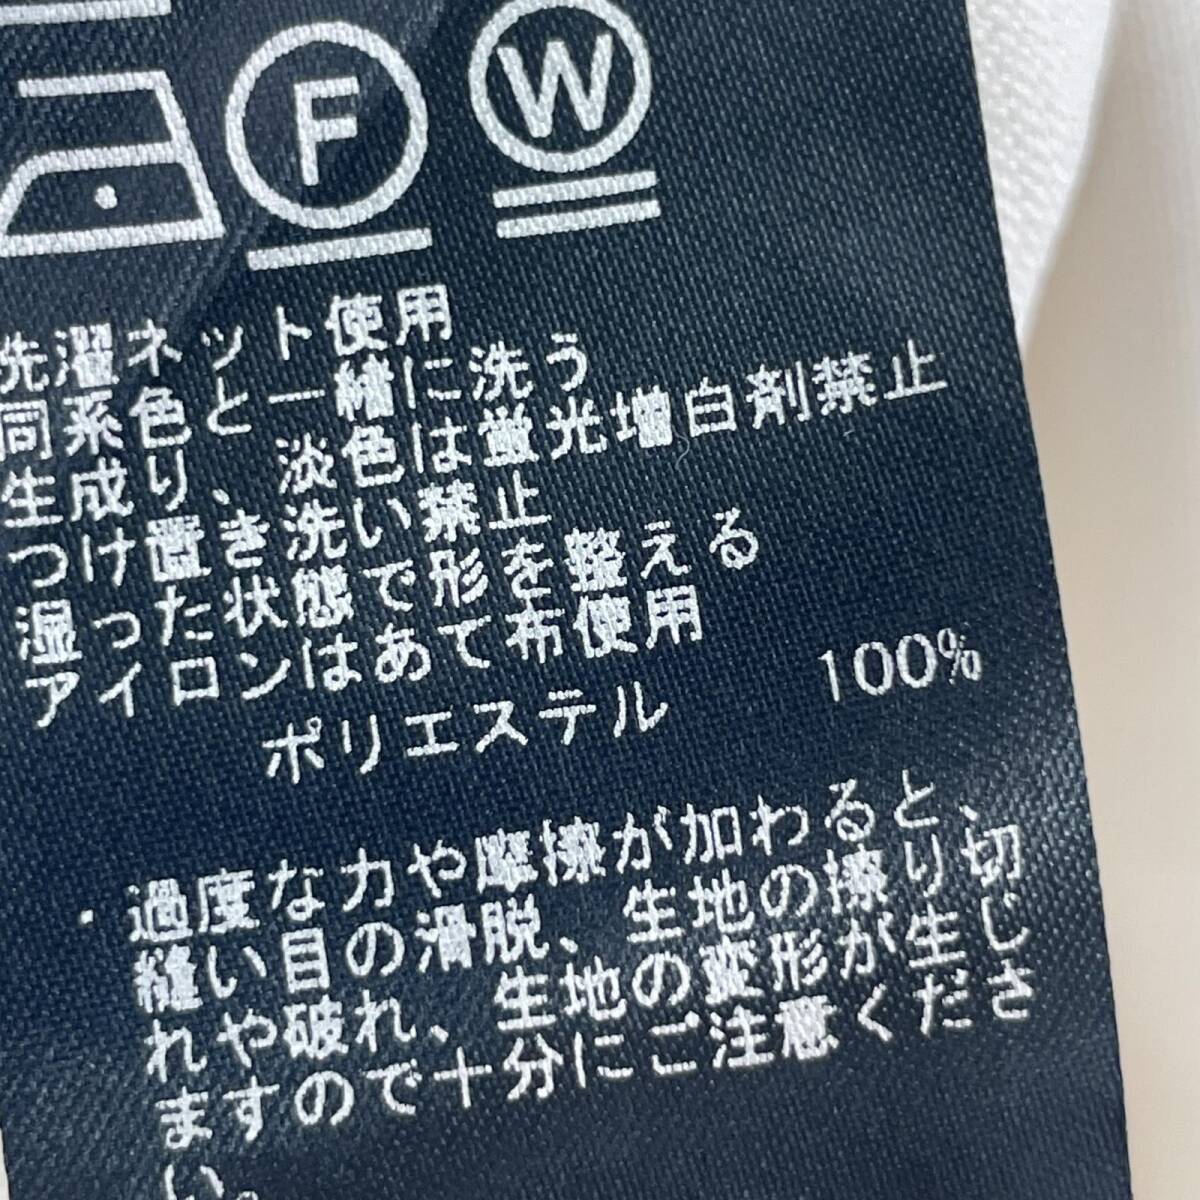 F
W
洗濯ネット使用
同系色と一緒に洗う
生成り、淡色は蛍光増白剤禁止
つけ置き洗い禁止
湿った状態で形を整える
アイロンはあて布使用
ポリエステル 100%
・過度な力や摩擦が加わると、
縫い目の滑脱、生地の擦り切
れや破れ、生地の変形が生じ
ますので十分にご注意くださ
い。